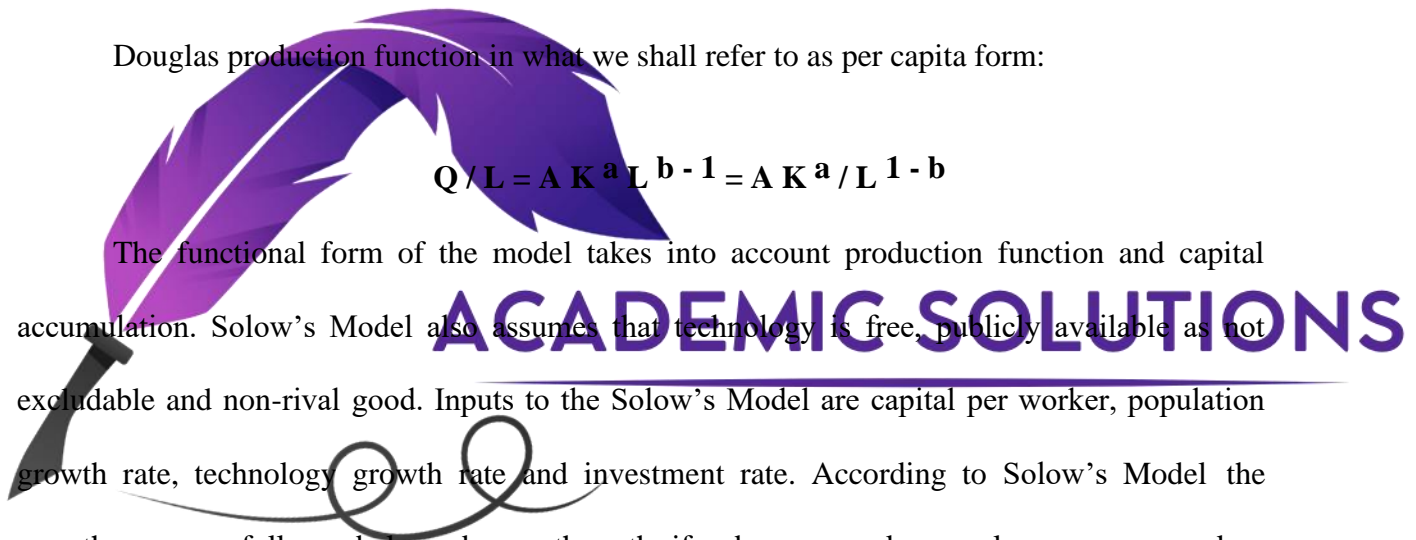 Douglas production function in what we shall refer to as per capita form:
Q / L = A K a L b - 1 = A K a / L 1 - b
The functional form of the model takes into account production function and capital
ACADEMIC SOLUTIONS
accumulation. Solow's Model also assumes that technology is free, publicly available as not
excludable and non-rival good. Inputs to the Solow's Model are capital per worker, population
growth rate, technology growth rate and investment rate. According to Solow's Model the